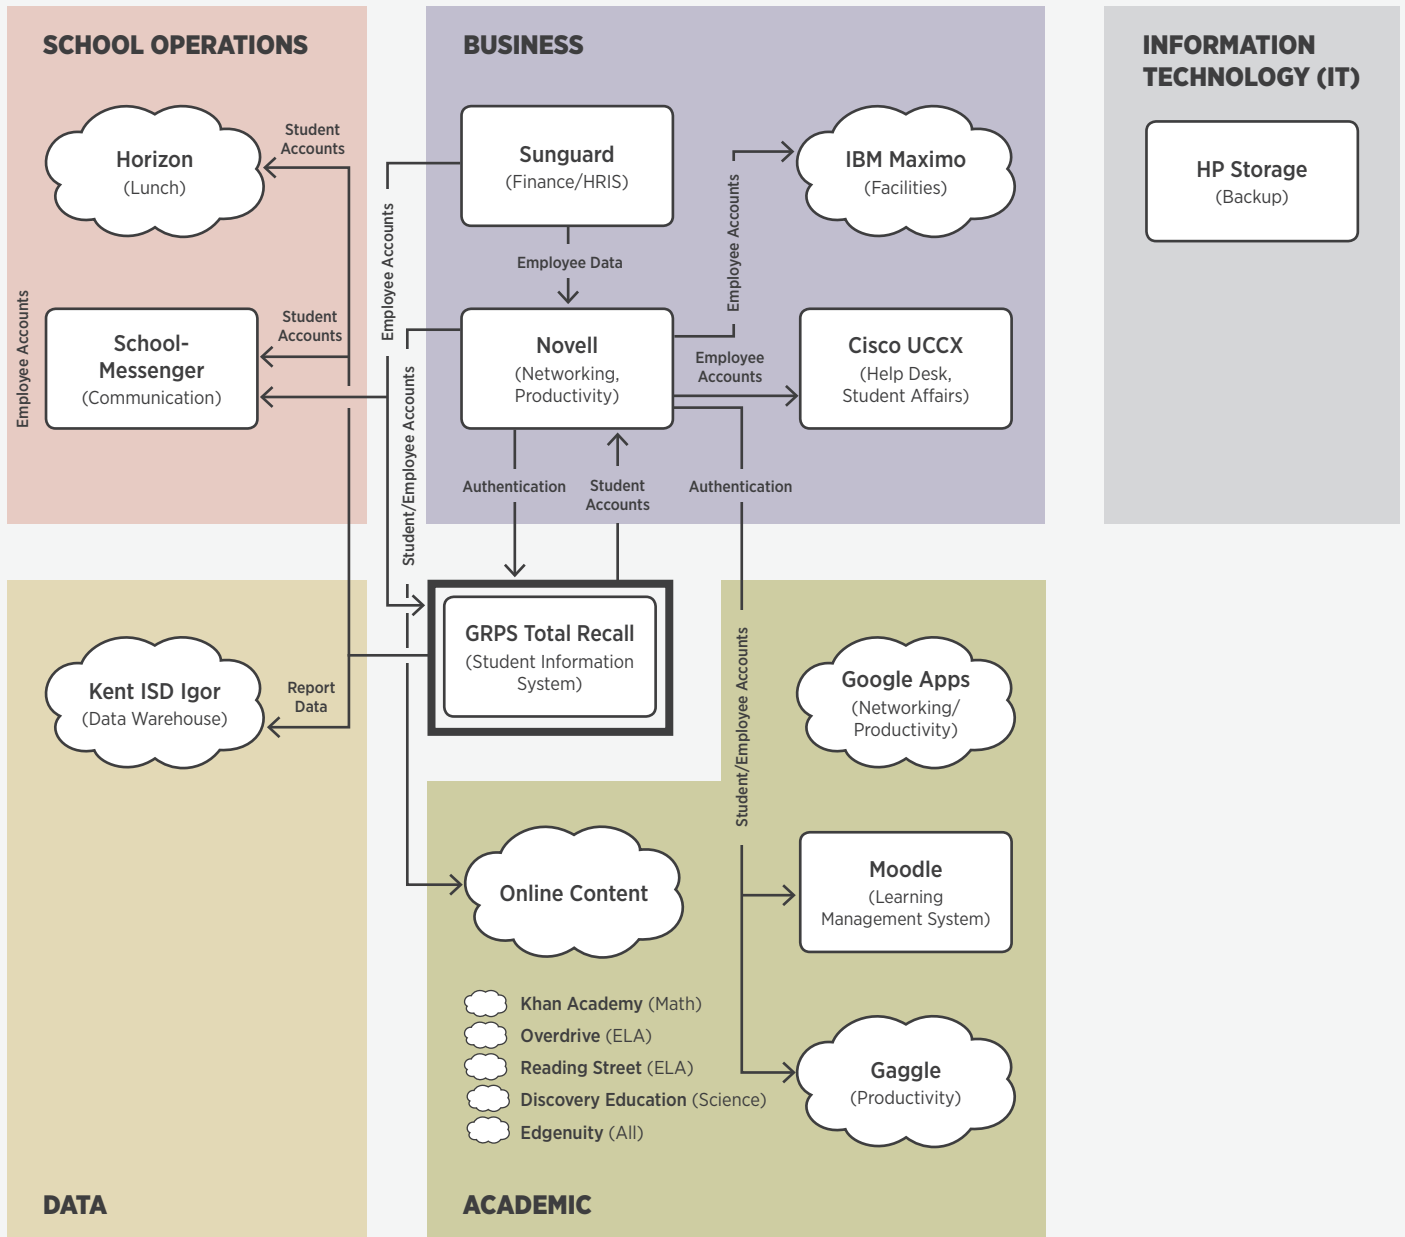 SCHOOL OPERATIONS
Horizon
(Lunch)
Student
Accounts
School-
Messenger
(Communication)
Student
Accounts
Employee Accounts
Employee Accounts
Student/Employee Accounts
BUSINESS
Sunguard
(Finance/HRIS)
Employee Data
Novell
(Networking,
Productivity)
Employee Accounts
IBM Maximo
(Facilities)
Employee
Accounts
Cisco UCCX
(Help Desk,
Student Affairs)
Authentication
Student
Accounts
Authentication
INFORMATION
TECHNOLOGY (IT)
HP Storage
(Backup)
GRPS Total Recall
(Student Information
System)
Kent ISD Igor
(Data Warehouse)
Report
Data
DATA
Student/Employee Accounts
Google Apps
(Networking/
Productivity)
Online Content
Moodle
(Learning
Management System)
Gaggle
(Productivity)
Khan Academy (Math)
Overdrive (ELA)
Reading Street (ELA)
Discovery Education (Science)
Edgenuity (All)
ACADEMIC